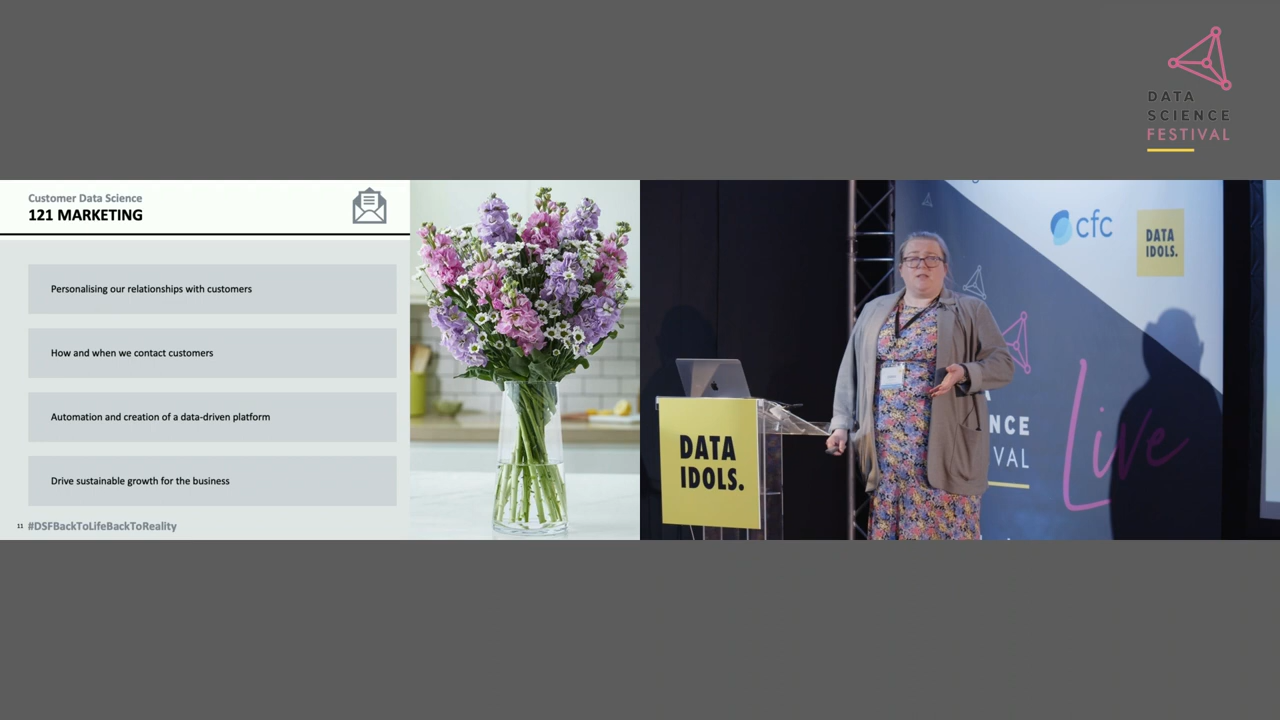 DATA
SCIENCE
FESTIVAL
Customer Data Science
121 MARKETING
Personalising our relationships with customers
How and when we contact customers
Automation and creation of a data-driven platform
Drive sustainable growth for the business
11 #DSFBackToLifeBackToReality
cfc
DATA
IDOLS.
DATA
IDOLS.
NCE
VAL
Live